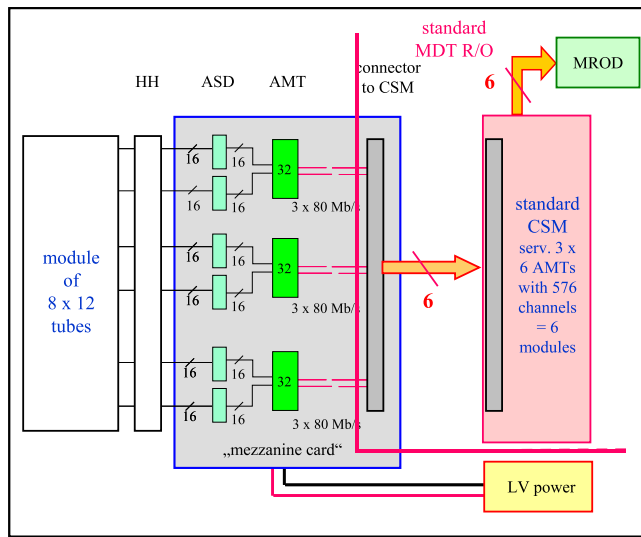 standard
MDT R/O
MROD
6
HH
ASD
AMT
connector
to CSM
16
16
32
16
16
3 x 80 Mb/s
module
of
8 x 12
tubes
16
16
32
16
16
3 x 80 Mb/s
6
standard
CSM
serv. 3 x
6 AMTs
with 576
channels
= 6
modules
16
16
32
16
16
3 x 80 Mb/s
„mezzanine card“
LV power